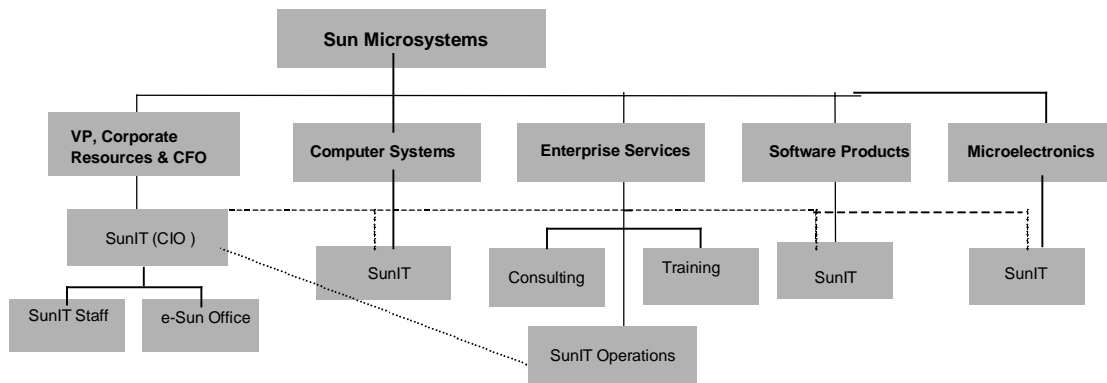 Sun Microsystems
VP, Corporate
Resources & CFO
Computer Systems
Enterprise Services
Software Products
Microelectronics
SunIT (CIO )
SunIT
Consulting
Training
SunIT
SunIT
SunIT Staff
e-Sun Office
SunIT Operations